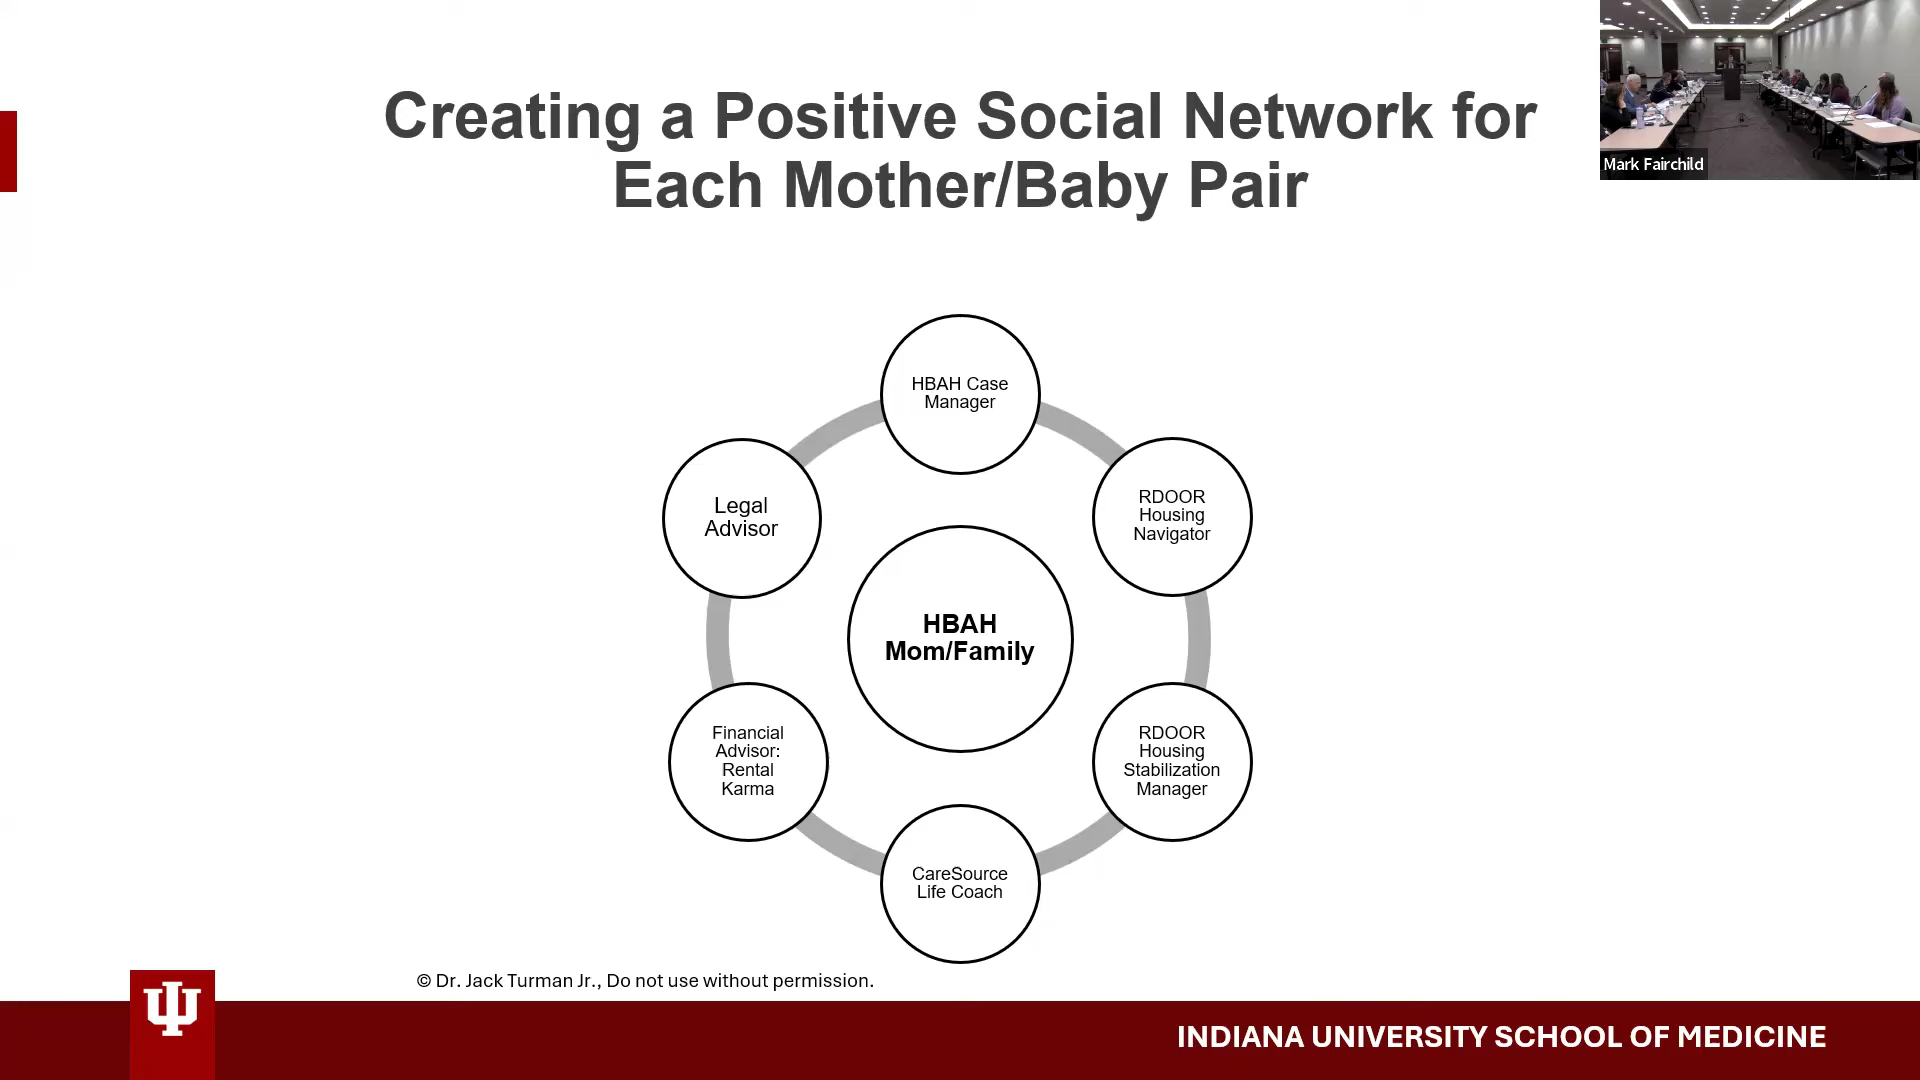 Creating a Positive Social Network for
Each Mother/Baby Pair
Mark Fairchild
HBAH Case
Manager
Legal
Advisor
RDOOR
Housing
Navigator
HBAH
Mom/Family
Financial
Advisor:
Rental
Karma
RDOOR
Housing
Stabilization
Manager
CareSource
Life Coach
© Dr. Jack Turman Jr., Do not use without permission.
INDIANA UNIVERSITY SCHOOL OF MEDICINE